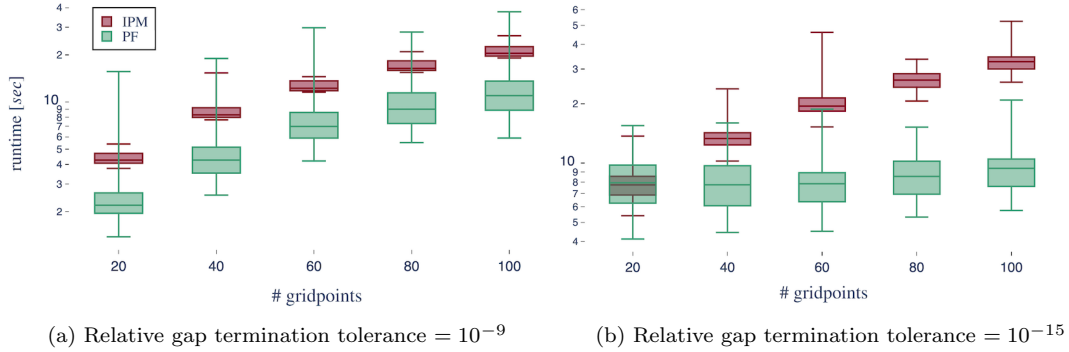 IPM
PF
runtime [sec]
4
3
2
10
9
8
7
6
5
4
3
2
20 40 60 80 100
# gridpoints
(a) Relative gap termination tolerance = 10⁻⁹
6
5
4
3
2
10
9
8
7
6
5
4
20 40 60 80 100
# gridpoints
(b) Relative gap termination tolerance = 10⁻¹⁵